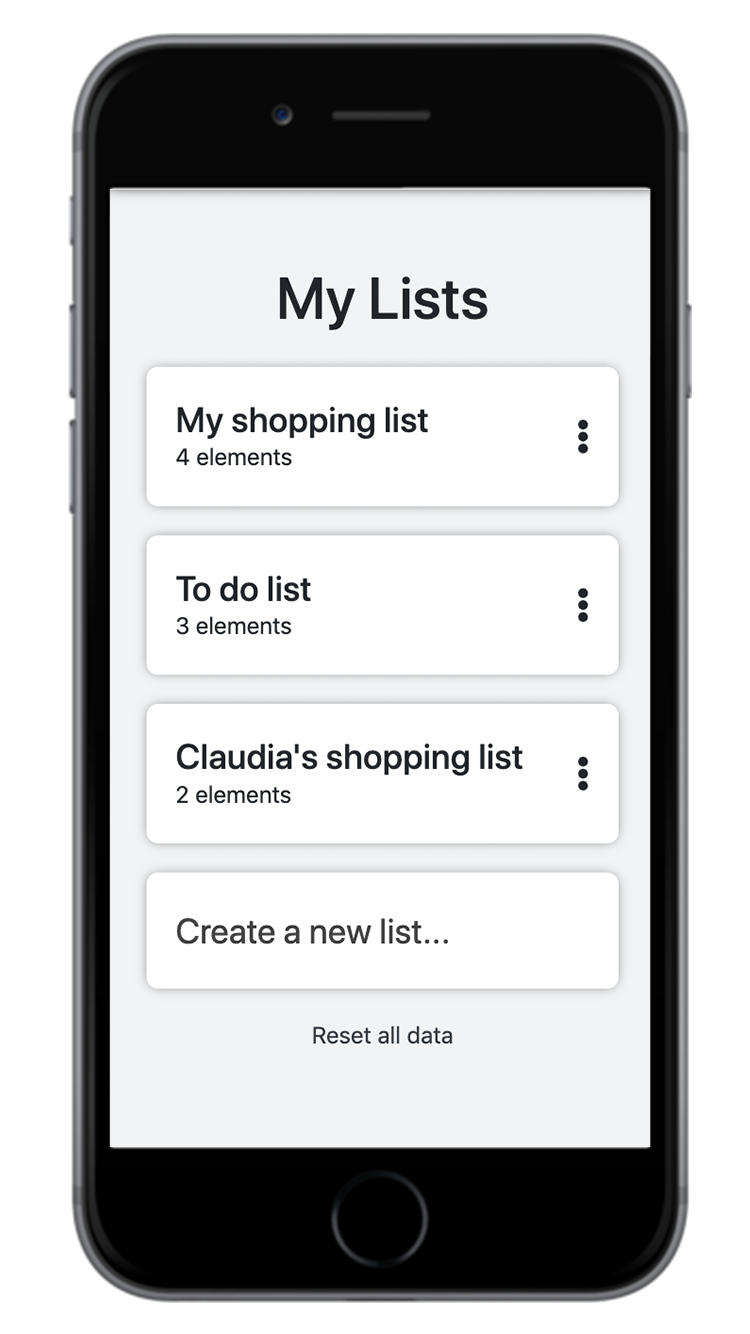 My Lists
My shopping list
4 elements
To do list
3 elements
Claudia's shopping list
2 elements
Create a new list...
Reset all data